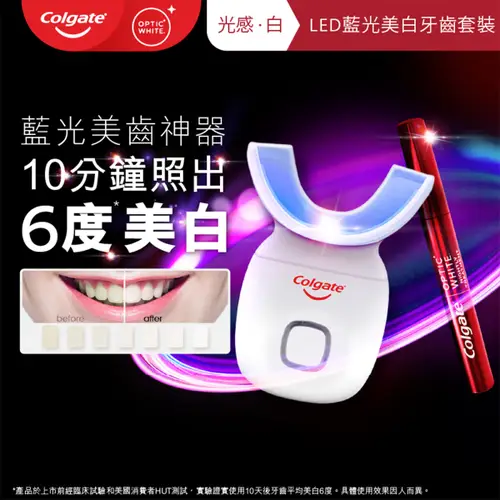 Colgate®
OPTIC®
WHITE.
光感·白
LED藍光美白牙齒套裝
藍光美齒神器
10分鐘照出
6度*美白
before
after
Colgate®
Colgate®
OPTIC®
WHITE
*產品於上市前經臨床試驗和美國消費者HUT測試，實驗證實使用10天後牙齒平均美白6度。具體使用效果因人而異。